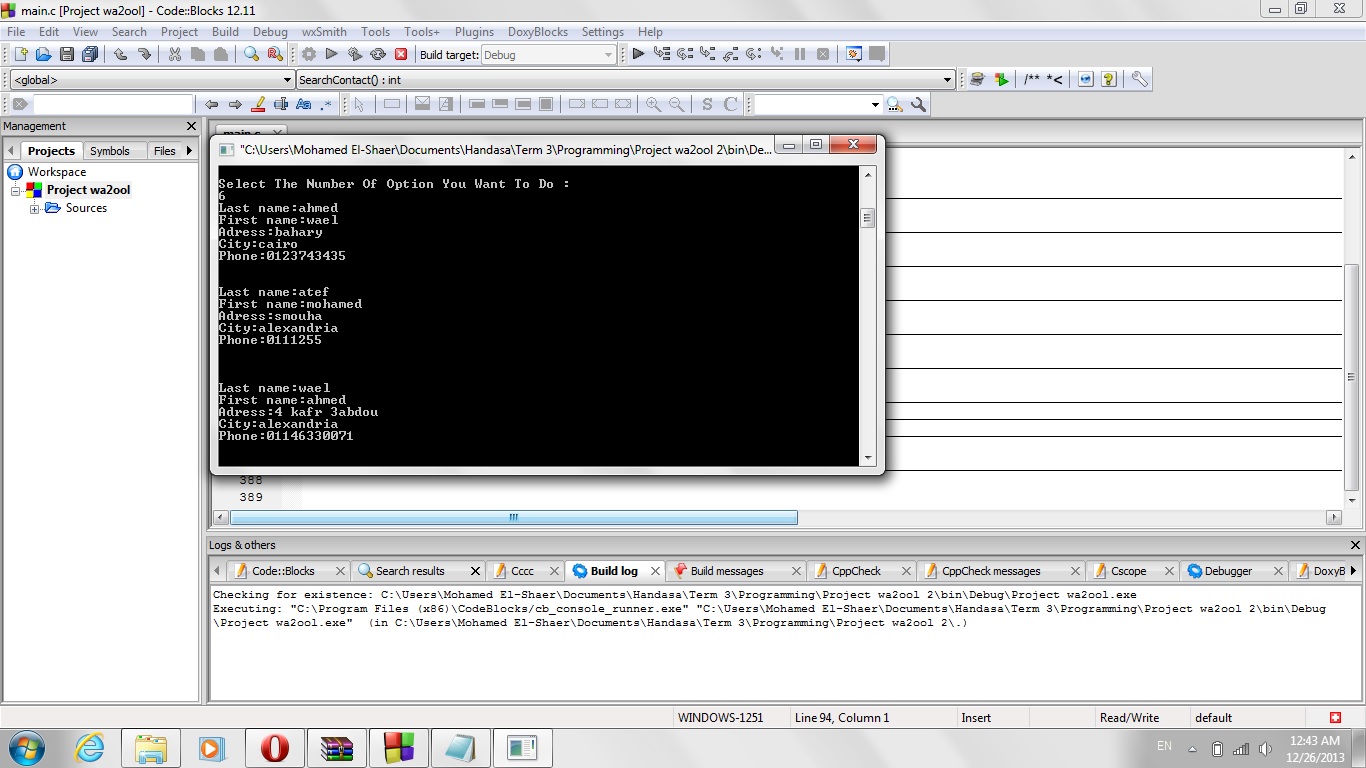 main.c [Project wa2ool] - Code::Blocks 12.11
File Edit View Search Project Build Debug wxSmith Tools Tools+ Plugins DoxyBlocks Settings Help
Build target: Debug
<global> SearchContact() : int
/** *<
Aa .*
S C
Management
Projects Symbols Files
Workspace
Project wa2ool
Sources
main.c
"C:\Users\Mohamed El-Shaer\Documents\Handasa\Term 3\Programming\Project wa2ool 2\bin\De...
Select The Number Of Option You Want To Do :
6
Last name:ahmed
First name:wael
Adress:bahary
City:cairo
Phone:0123743435
Last name:atef
First name:mohamed
Adress:smouha
City:alexandria
Phone:0111255
Last name:wael
First name:ahmed
Adress:4 kafr 3abdou
City:alexandria
Phone:01146330071
388
389
Logs & others
Code::Blocks Search results Cccc Build log Build messages CppCheck CppCheck messages Cscope Debugger DoxyB
Checking for existence: C:\Users\Mohamed El-Shaer\Documents\Handasa\Term 3\Programming\Project wa2ool 2\bin\Debug\Project wa2ool.exe
Executing: "C:\Program Files (x86)\CodeBlocks/cb_console_runner.exe" "C:\Users\Mohamed El-Shaer\Documents\Handasa\Term 3\Programming\Project wa2ool 2\bin\Debug
\Project wa2ool.exe"  (in C:\Users\Mohamed El-Shaer\Documents\Handasa\Term 3\Programming\Project wa2ool 2\.)
WINDOWS-1251 Line 94, Column 1 Insert Read/Write default
EN
12:43 AM
12/26/2013